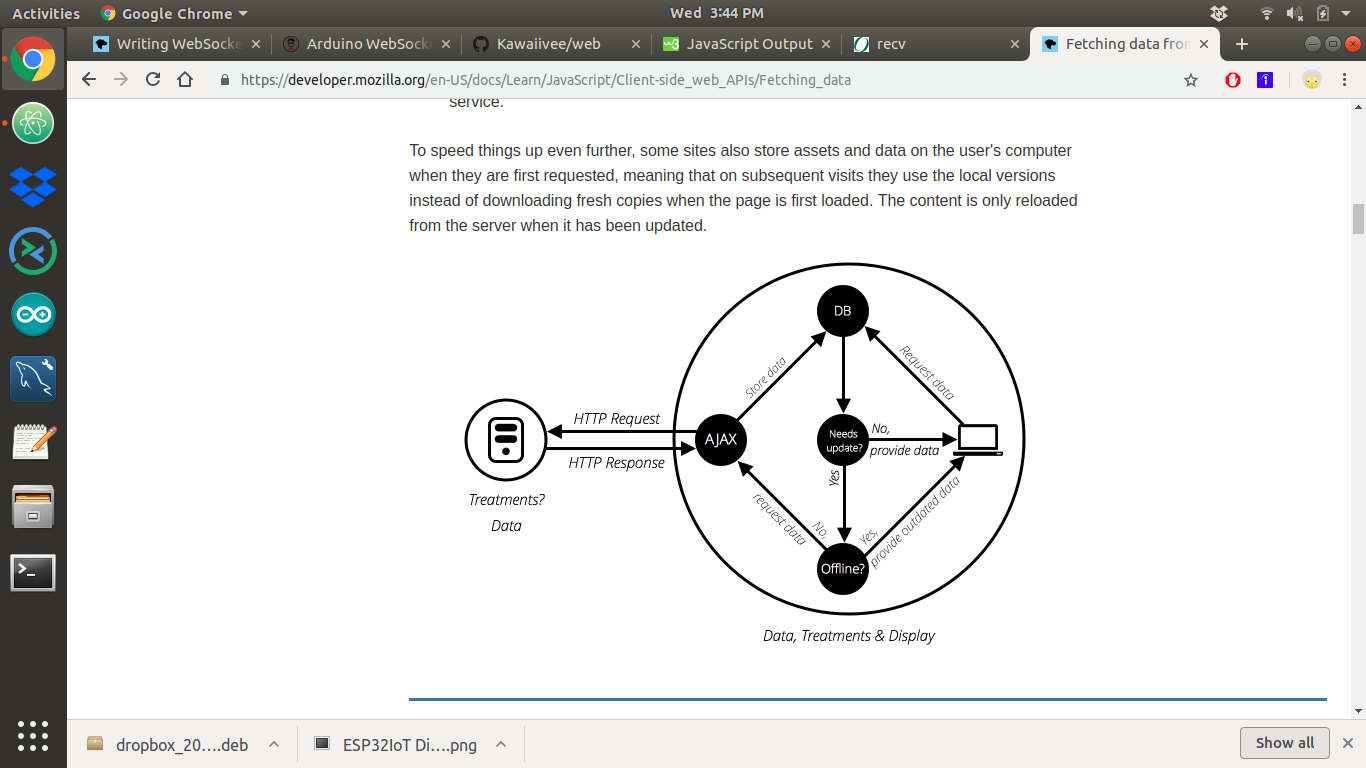 Activities
Google Chrome
Wed 3:44 PM
Writing WebSocke
Arduino WebSock
Kawaiivee/web
JavaScript Output
recv
Fetching data from
https://developer.mozilla.org/en-US/docs/Learn/JavaScript/Client-side_web_APIs/Fetching_data
service.
To speed things up even further, some sites also store assets and data on the user's computer
when they are first requested, meaning that on subsequent visits they use the local versions
instead of downloading fresh copies when the page is first loaded. The content is only reloaded
from the server when it has been updated.
DB
Store data
Request data
HTTP Request
AJAX
Needs
update?
No,
provide data
HTTP Response
Yes
Treatments?
Data
request data
No,
Yes,
provide outdated data
Offline?
Data, Treatments & Display
dropbox_20....deb
ESP32IoT Di....png
Show all